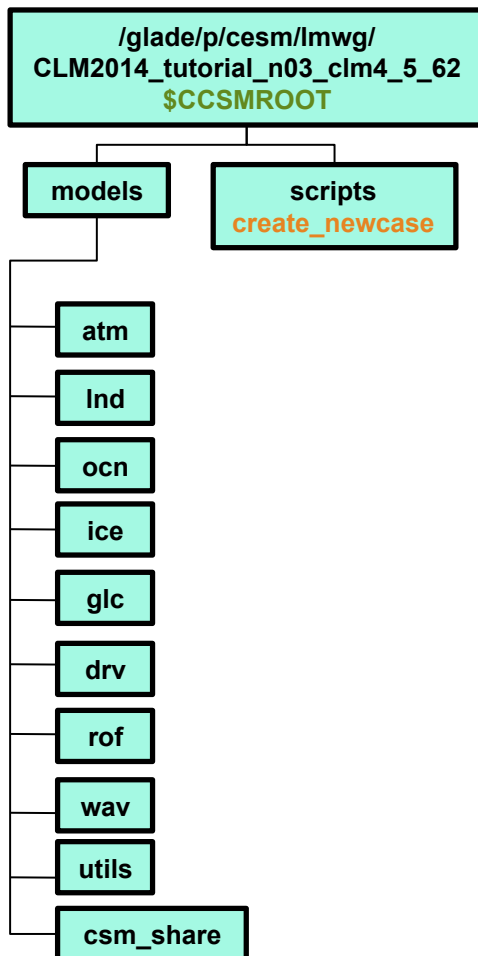 /glade/p/cesm/lmwg/
CLM2014_tutorial_n03_clm4_5_62
$CCSMROOT
models
scripts
create_newcase
atm
lnd
ocn
ice
glc
drv
rof
wav
utils
csm_share